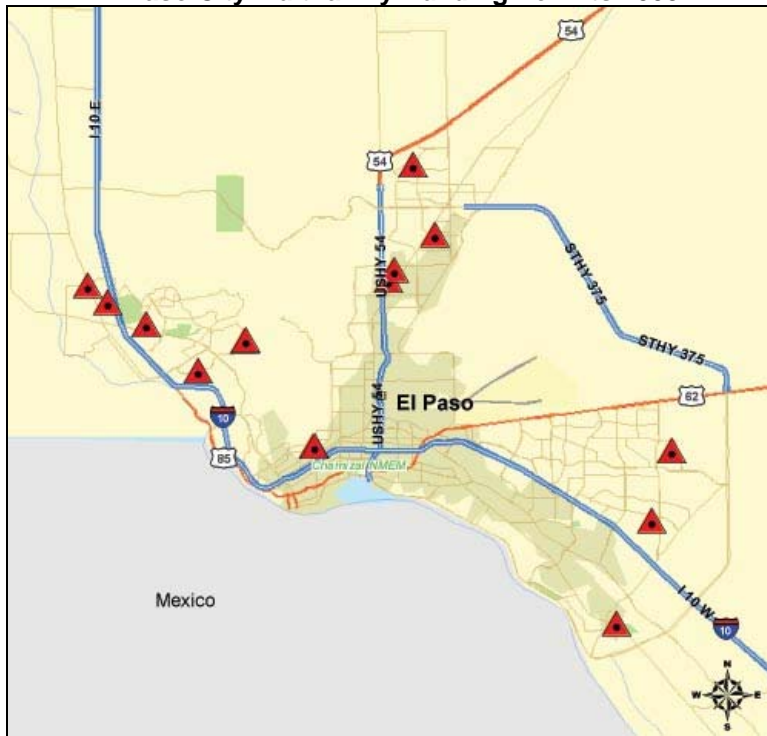 54
I 10 E
54
USHY 54
STHY 375
STHY 375
62
USHY 54
El Paso
10
85
Chamizal NMEM
Mexico
I 10 W
10
N
W
E
S